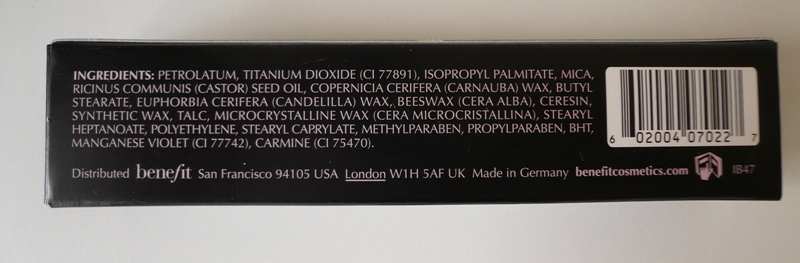 INGREDIENTS: PETROLATUM, TITANIUM DIOXIDE (CI 77891), ISOPROPYL PALMITATE, MICA,
RICINUS COMMUNIS (CASTOR) SEED OIL, COPERNICIA CERIFERA (CARNAUBA) WAX, BUTYL
STEARATE, EUPHORBIA CERIFERA (CANDELILLA) WAX, BEESWAX (CERA ALBA), CERESIN,
SYNTHETIC WAX, TALC, MICROCRYSTALLINE WAX (CERA MICROCRISTALLINA), STEARYL
HEPTANOATE, POLYETHYLENE, STEARYL CAPRYLATE, METHYLPARABEN, PROPYLPARABEN, BHT,
MANGANESE VIOLET (CI 77742), CARMINE (CI 75470).
6 02004 07022 7
Distributed benefit San Francisco 94105 USA London W1H 5AF UK Made in Germany benefitcosmetics.com IB47